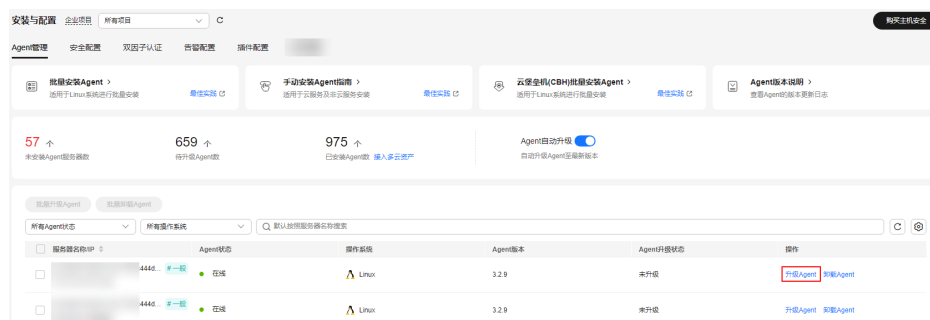 安装与配置 企业项目 所有项目
购买主机安全
Agent管理 安全配置 双因子认证 告警配置 插件配置
批量安装Agent >
适用于Linux系统进行批量安装 最佳实践
手动安装Agent指南 >
适用于云服务及非云服务安装 最佳实践
云堡垒机(CBH)批量安装Agent >
适用于Linux系统进行批量安装 最佳实践
Agent版本说明 >
查看Agent的版本更新日志
57 个
未安装Agent服务器数
659 个
待升级Agent数
975 个
已安装Agent数 接入多云资产
Agent自动升级
自动升级Agent至最新版本
批量升级Agent 批量卸载Agent
所有Agent状态 所有操作系统 默认按照服务器名称搜索
服务器名称/IP Agent状态 操作系统 Agent版本 Agent升级状态 操作
444d... #一般 在线 Linux 3.2.9 未升级 升级Agent 卸载Agent
444d... #一般 在线 Linux 3.2.9 未升级 升级Agent 卸载Agent